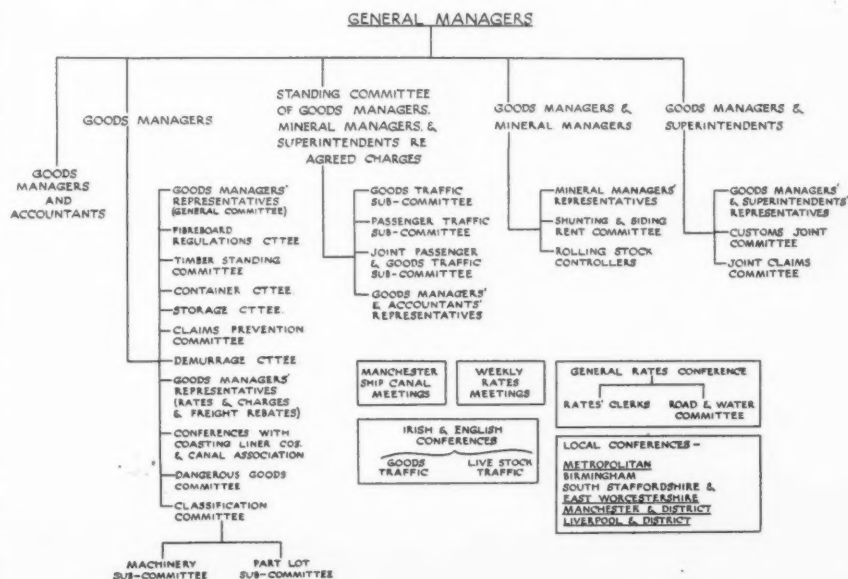 GENERAL MANAGERS
GOODS
MANAGERS
AND
ACCOUNTANTS
GOODS MANAGERS
GOODS MANAGERS'
REPRESENTATIVES
(GENERAL COMMITTEE)
FIBREBOARD
REGULATIONS CTTEE
TIMBER STANDING
COMMITTEE
CONTAINER CTTEE.
STORAGE CTTEE.
CLAIMS PREVENTION
COMMITTEE
DEMURRAGE CTTEE
GOODS MANAGERS'
REPRESENTATIVES
(RATES & CHARGES
& FREIGHT REBATES)
CONFERENCES WITH
COASTING LINER COS.
& CANAL ASSOCIATION
DANGEROUS GOODS
COMMITTEE
CLASSIFICATION
COMMITTEE
MACHINERY
SUB-COMMITTEE
PART LOT
SUB-COMMITTEE
STANDING COMMITTEE
OF GOODS MANAGERS,
MINERAL MANAGERS, &
SUPERINTENDENTS RE
AGREED CHARGES
GOODS TRAFFIC
SUB-COMMITTEE
PASSENGER TRAFFIC
SUB-COMMITTEE
JOINT PASSENGER
& GOODS TRAFFIC
SUB-COMMITTEE
GOODS MANAGERS'
& ACCOUNTANTS'
REPRESENTATIVES
GOODS MANAGERS &
MINERAL MANAGERS
MINERAL MANAGERS'
REPRESENTATIVES
SHUNTING & SIDING
RENT COMMITTEE
ROLLING STOCK
CONTROLLERS
GOODS MANAGERS &
SUPERINTENDENTS
GOODS MANAGERS'
& SUPERINTENDENTS'
REPRESENTATIVES
CUSTOMS JOINT
COMMITTEE
JOINT CLAIMS
COMMITTEE
MANCHESTER
SHIP CANAL
MEETINGS
WEEKLY
RATES
MEETINGS
GENERAL RATES CONFERENCE
RATES' CLERKS
ROAD & WATER
COMMITTEE
IRISH & ENGLISH
CONFERENCES
GOODS
TRAFFIC
LIVE STOCK
TRAFFIC
LOCAL CONFERENCES –
METROPOLITAN
BIRMINGHAM
SOUTH STAFFORDSHIRE &
EAST WORCESTERSHIRE
MANCHESTER & DISTRICT
LIVERPOOL & DISTRICT